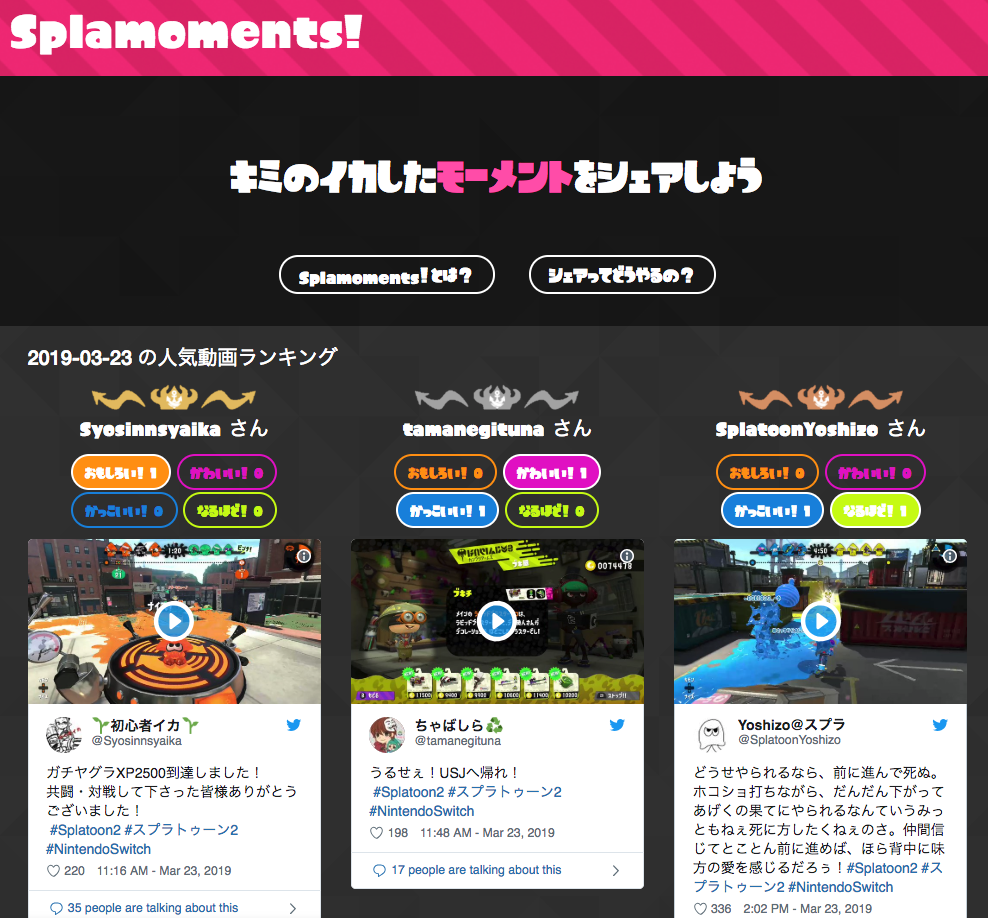 Splamoments!
キミのイカしたモーメントをシェアしよう
Splamoments!とは？ シェアってどうやるの？
2019-03-23 の人気動画ランキング
Syosinnsyaika さん
おもしろい! 1 かわいい! 0
かっこいい! 0 なるほど! 0
1:20
初心者イカ
@Syosinnsyaika
ガチヤグラXP2500到達しました！
共闘・対戦して下さった皆様ありがとう
ございました！
#Splatoon2 #スプラトゥーン2
#NintendoSwitch
220 11:16 AM - Mar 23, 2019
35 people are talking about this
tamanegituna さん
おもしろい! 0 かわいい! 1
かっこいい! 1 なるほど! 0
0074478
ブキチ
11500 9900 9900 10600 11400 10800
ちゃばしら
@tamanegituna
うるせぇ！USJへ帰れ！
#Splatoon2 #スプラトゥーン2
#NintendoSwitch
198 11:48 AM - Mar 23, 2019
17 people are talking about this
SplatoonYoshizo さん
おもしろい! 0 かわいい! 0
かっこいい! 1 なるほど! 1
4:50
Yoshizo@スプラ
@SplatoonYoshizo
どうせやられるなら、前に進んで死ぬ。
ホコショ打ちながら、だんだん下がって
あげくの果てにやられるなんていうみっ
ともねぇ死に方したくねぇのさ。仲間信
じてとことん前に進めば、ほら背中に味
方の愛を感じるだろぅ！#Splatoon2 #ス
プラトゥーン2 #NintendoSwitch
336 2:02 PM - Mar 23, 2019